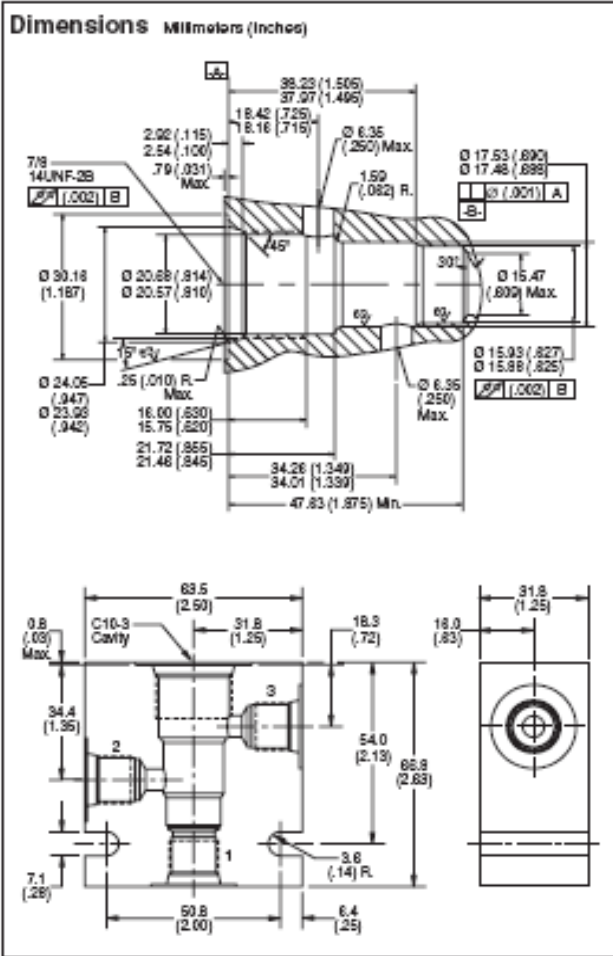 Dimensions Millimeters (Inches)
-A-
38.23 (1.505)
37.97 (1.495)
18.42 (.725)
18.16 (.715)
2.92 (.115)
2.54 (.100)
.79 (.031)
Max.
Ø 6.35
(.250) Max.
1.59
(.062) R.
7/8
14UNF-2B
(.002) B
Ø 17.53 (.690)
Ø 17.48 (.688)
Ø (.001) A
-B-
45°
30°
Ø 30.16
(1.187)
Ø 20.68 (.814)
Ø 20.57 (.810)
Ø 15.47
(.609) Max.
15°
63
63
63
Ø 15.93 (.627)
Ø 15.88 (.625)
(.002) B
.25 (.010) R.
Max.
Ø 24.05
(.947)
Ø 23.93
(.942)
Ø 6.35
(.250)
Max.
16.00 (.630)
15.75 (.620)
21.72 (.855)
21.46 (.845)
34.26 (1.349)
34.01 (1.339)
47.63 (1.875) Min.
63.5
(2.50)
31.8
(1.25)
0.8
(.03)
Max.
C10-3
Cavity
31.8
(1.25)
18.3
(.72)
16.0
(.63)
34.4
(1.35)
3
2
54.0
(2.13)
66.8
(2.63)
1
7.1
(.28)
3.6
(.14) R.
50.8
(2.00)
6.4
(.25)